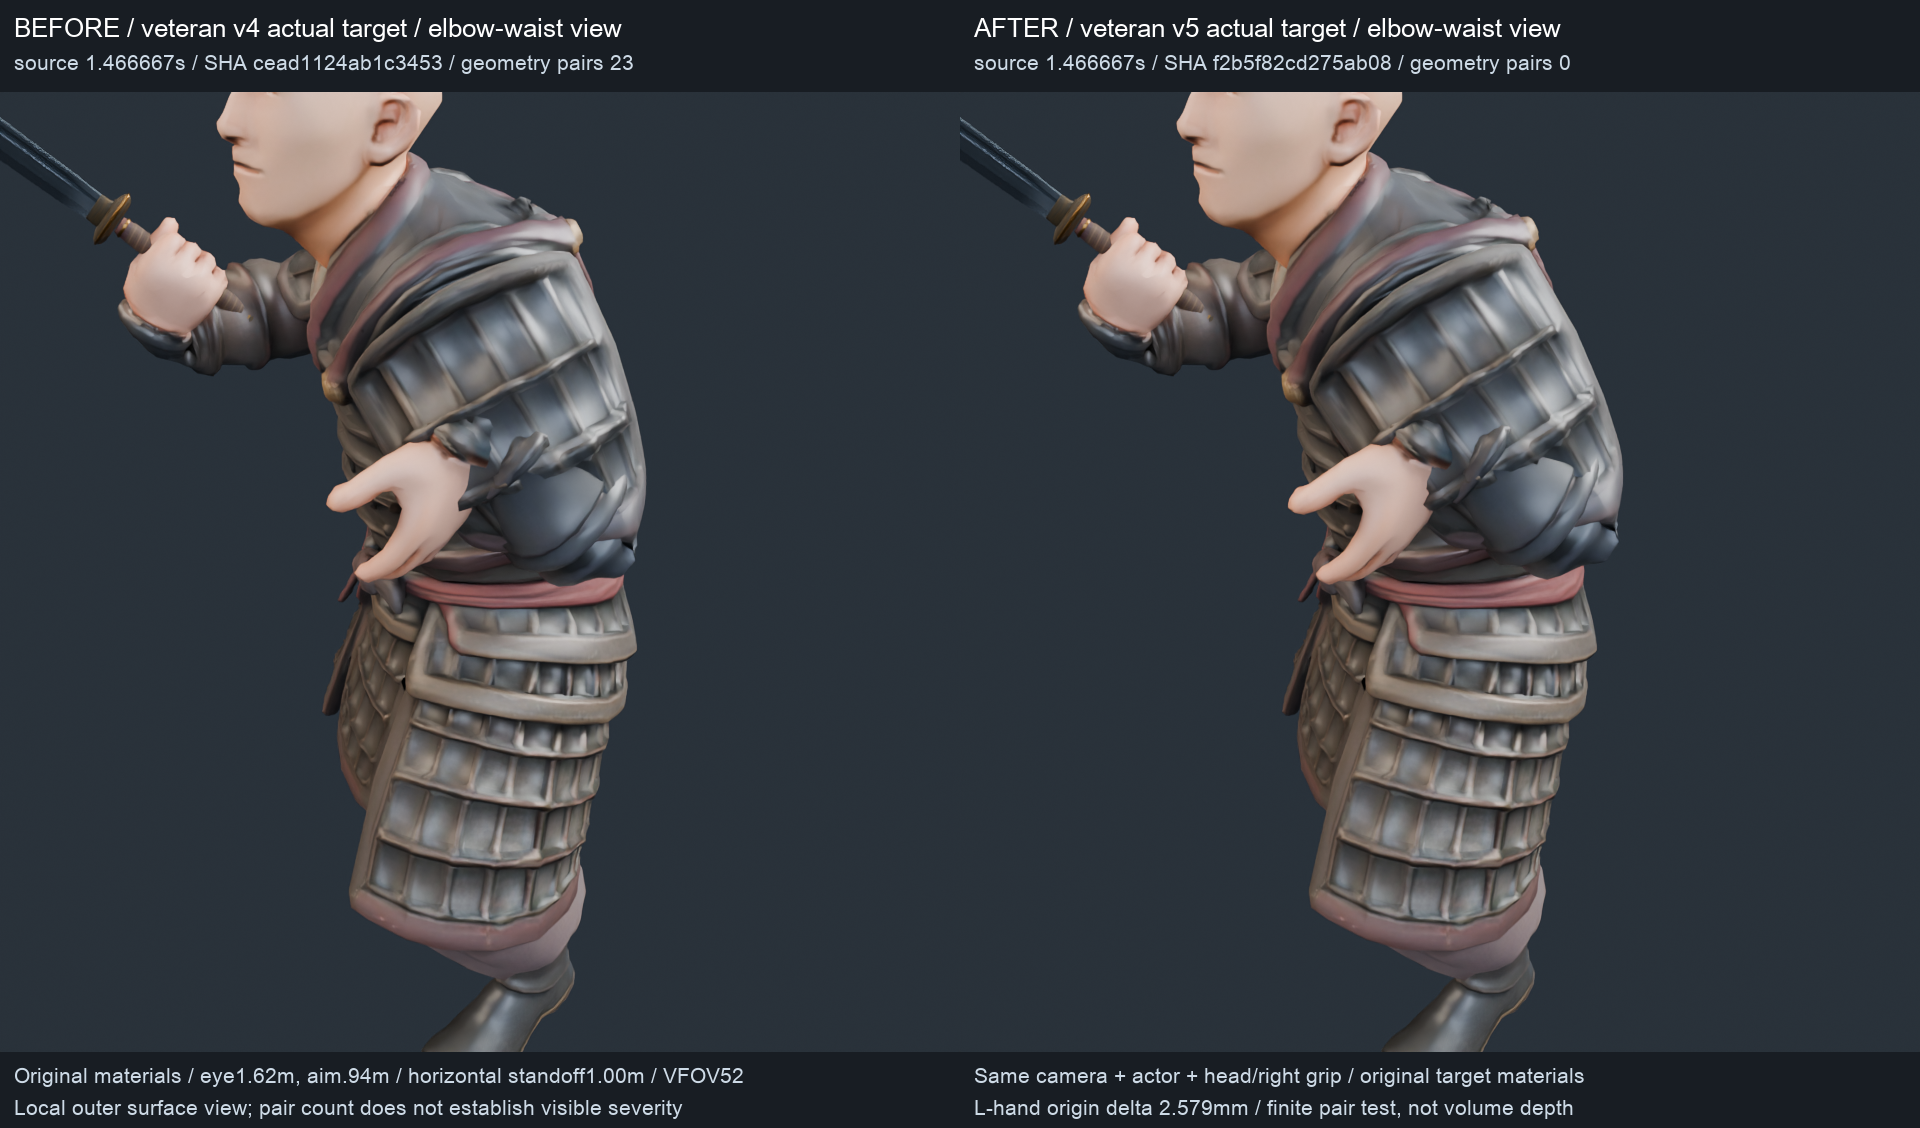 BEFORE / veteran v4 actual target / elbow-waist view
source 1.466667s / SHA cead1124ab1c3453 / geometry pairs 23
AFTER / veteran v5 actual target / elbow-waist view
source 1.466667s / SHA f2b5f82cd275ab08 / geometry pairs 0
Original materials / eye1.62m, aim.94m / horizontal standoff1.00m / VFOV52
Local outer surface view; pair count does not establish visible severity
Same camera + actor + head/right grip / original target materials
L-hand origin delta 2.579mm / finite pair test, not volume depth